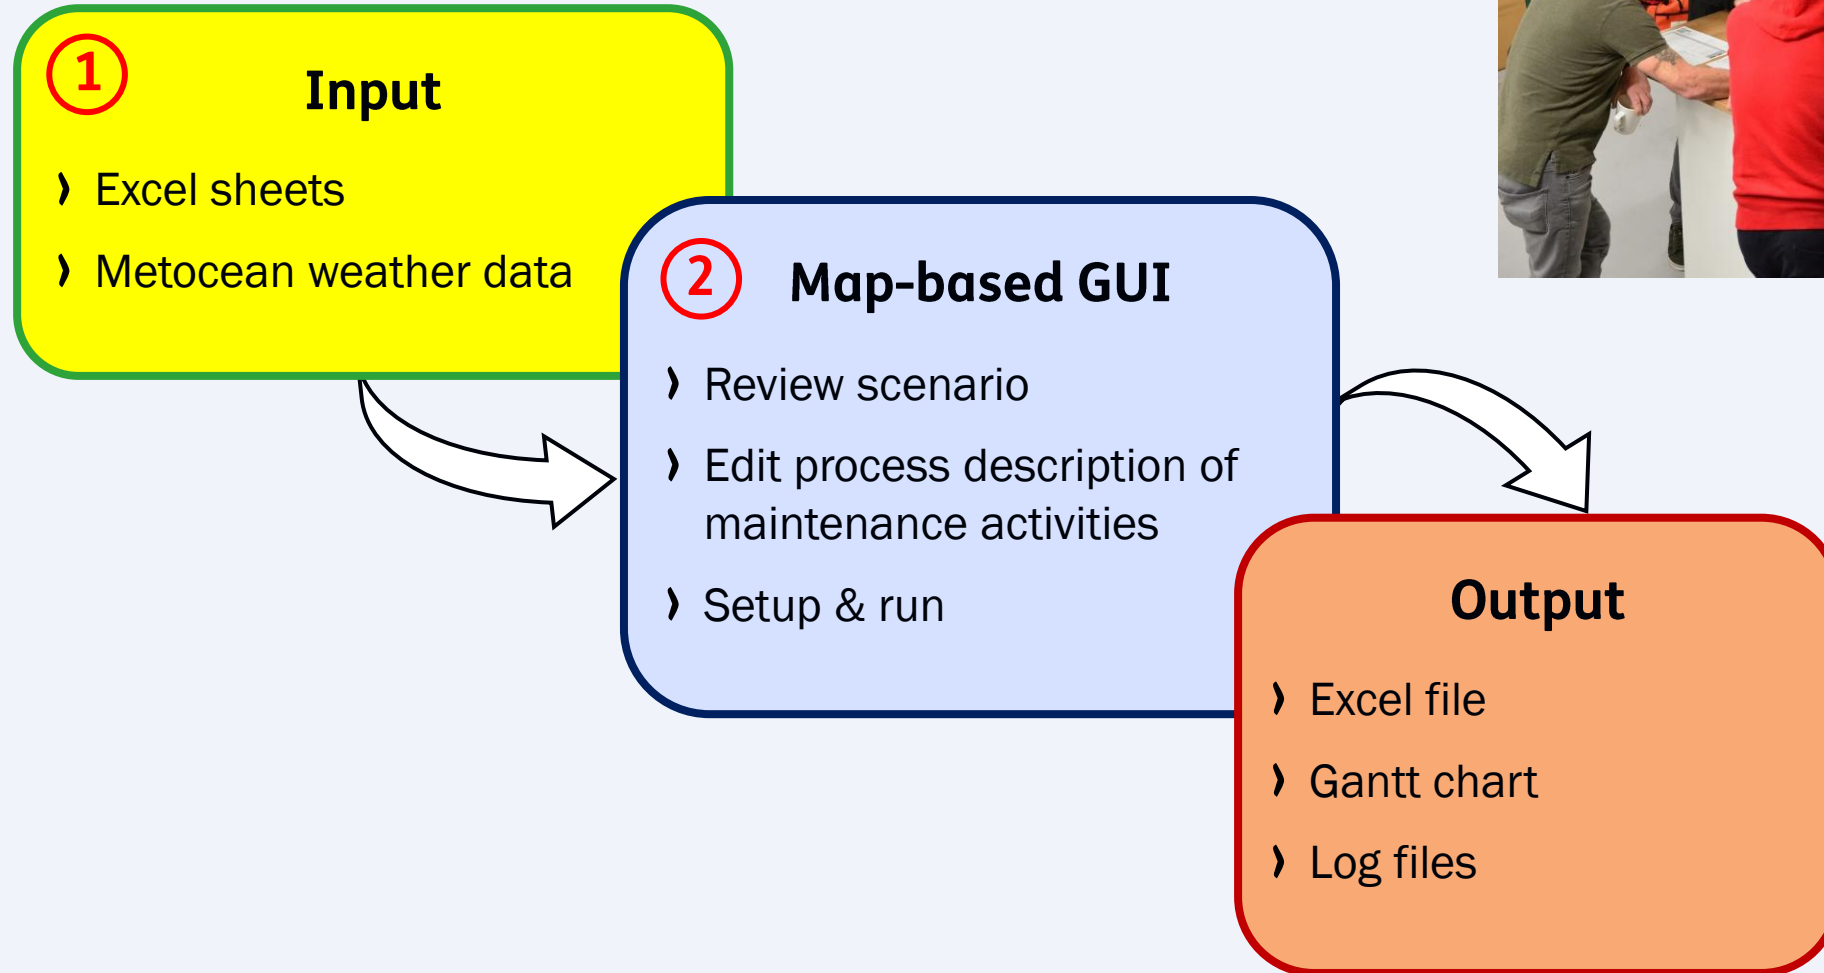 1
Input
Excel sheets
Metocean weather data
2
Map-based GUI
Review scenario
Edit process description of
maintenance activities
Setup & run
Output
Excel file
Gantt chart
Log files